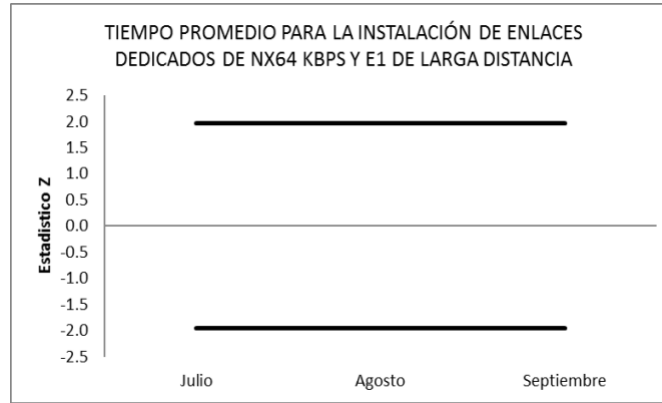 TIEMPO PROMEDIO PARA LA INSTALACIÓN DE ENLACES
DEDICADOS DE NX64 KBPS Y E1 DE LARGA DISTANCIA
Estadistico Z
2.5
2.0
1.5
1.0
0.5
0.0
-0.5
-1.0
-1.5
-2.0
-2.5
Julio Agosto Septiembre